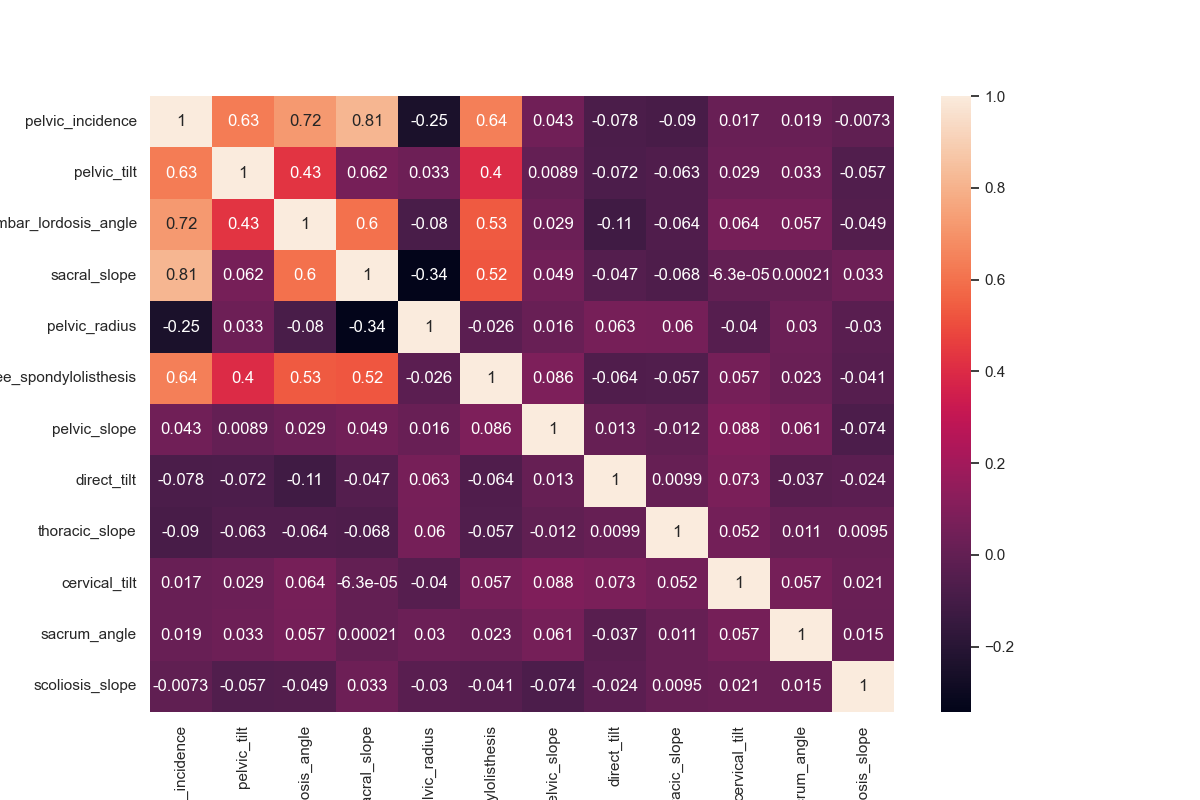 pelvic_incidence 1 0.63 0.72 0.81 -0.25 0.64 0.043 -0.078 -0.09 0.017 0.019 -0.0073
pelvic_tilt 0.63 1 0.43 0.062 0.033 0.4 0.0089 -0.072 -0.063 0.029 0.033 -0.057
mbar_lordosis_angle 0.72 0.43 1 0.6 -0.08 0.53 0.029 -0.11 -0.064 0.064 0.057 -0.049
sacral_slope 0.81 0.062 0.6 1 -0.34 0.52 0.049 -0.047 -0.068 -6.3e-05 0.00021 0.033
pelvic_radius -0.25 0.033 -0.08 -0.34 1 -0.026 0.016 0.063 0.06 -0.04 0.03 -0.03
ee_spondylolisthesis 0.64 0.4 0.53 0.52 -0.026 1 0.086 -0.064 -0.057 0.057 0.023 -0.041
pelvic_slope 0.043 0.0089 0.029 0.049 0.016 0.086 1 0.013 -0.012 0.088 0.061 -0.074
direct_tilt -0.078 -0.072 -0.11 -0.047 0.063 -0.064 0.013 1 0.0099 0.073 -0.037 -0.024
thoracic_slope -0.09 -0.063 -0.064 -0.068 0.06 -0.057 -0.012 0.0099 1 0.052 0.011 0.0095
cervical_tilt 0.017 0.029 0.064 -6.3e-05 -0.04 0.057 0.088 0.073 0.052 1 0.057 0.021
sacrum_angle 0.019 0.033 0.057 0.00021 0.03 0.023 0.061 -0.037 0.011 0.057 1 0.015
scoliosis_slope -0.0073 -0.057 -0.049 0.033 -0.03 -0.041 -0.074 -0.024 0.0095 0.021 0.015 1
_incidence
pelvic_tilt
osis_angle
acral_slope
lvic_radius
ylolisthesis
elvic_slope
direct_tilt
acic_slope
cervical_tilt
crum_angle
osis_slope
1.0
0.8
0.6
0.4
0.2
0.0
−0.2